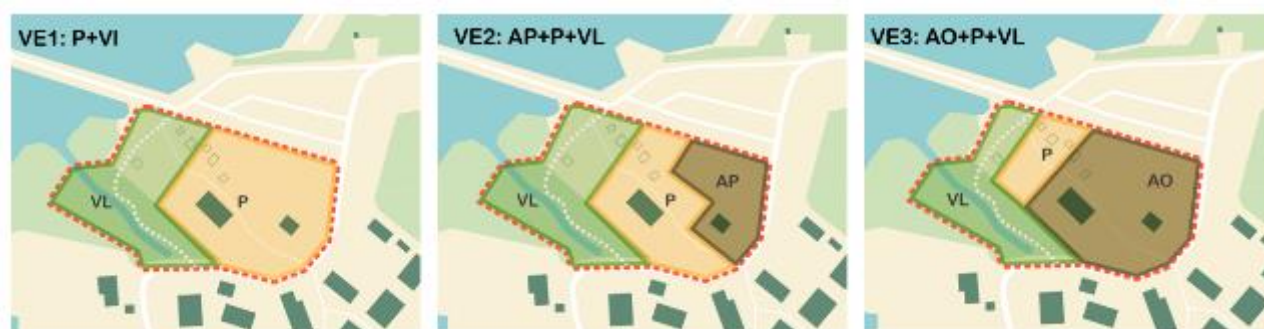 VE1: P+VI
VL
P
VE2: AP+P+VL
VL
P
AP
VE3: AO+P+VL
VL
P
AO